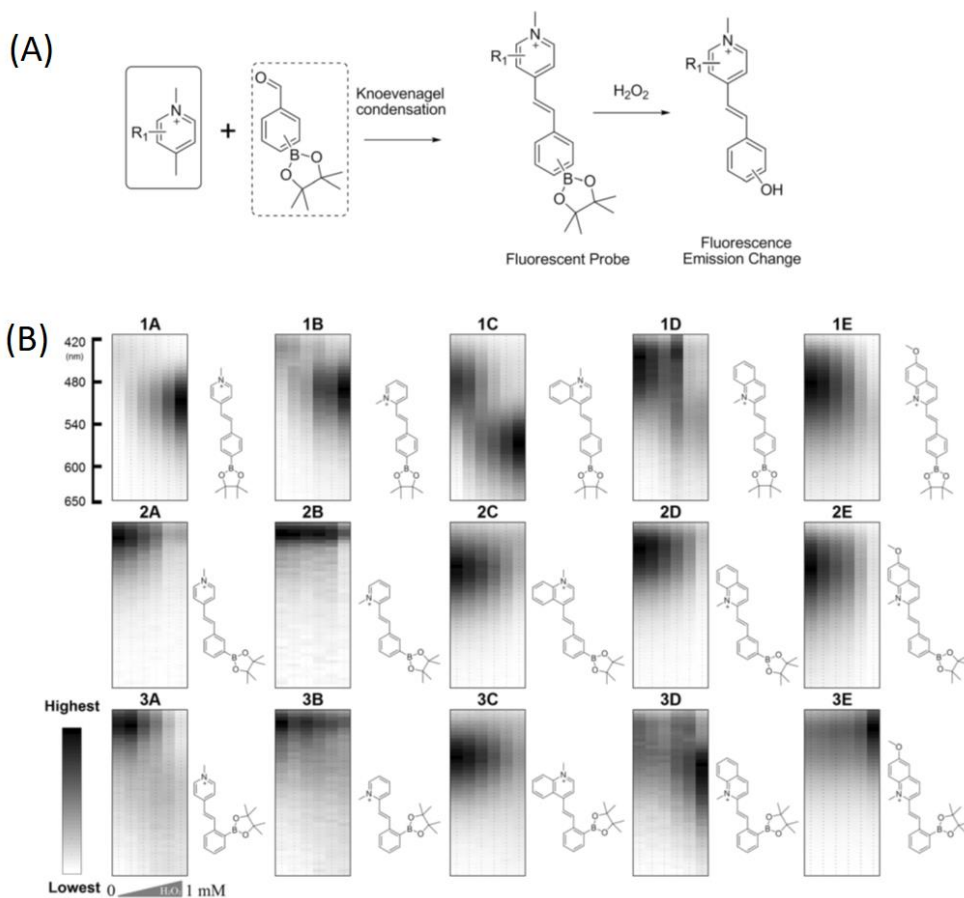 (A)
N
+
R1
+
O
B
O
O
Knoevenagel
condensation
N
+
R1
B
O
O
Fluorescent Probe
H2O2
N
+
R1
OH
Fluorescence
Emission Change
(B)
1A
1B
1C
1D
1E
420
(nm)
480
540
600
650
2A
2B
2C
2D
2E
3A
3B
3C
3D
3E
Highest
Lowest
0
H2O2
1 mM